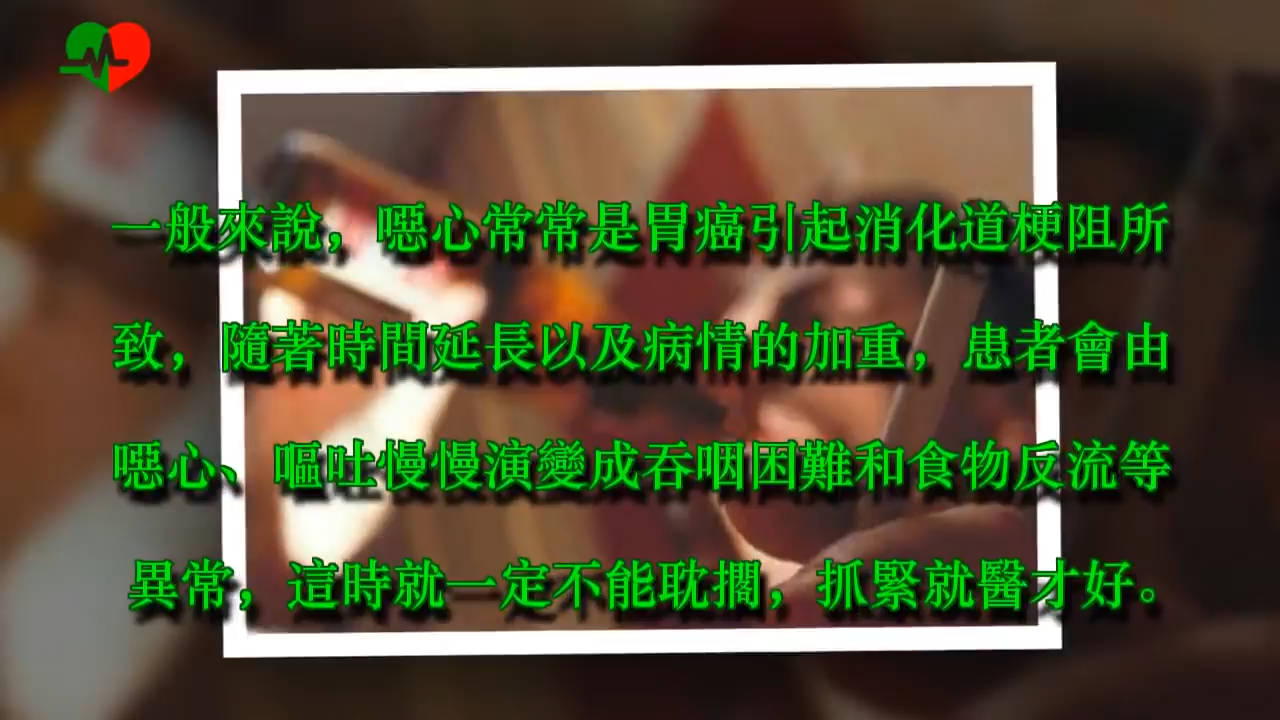 一般來說，噁心常常是胃癌引起消化道梗阻所
致，隨著時間延長以及病情的加重，患者會由
噁心、嘔吐慢慢演變成吞咽困難和食物反流等
異常，這時就一定不能耽擱，抓緊就醫才好。